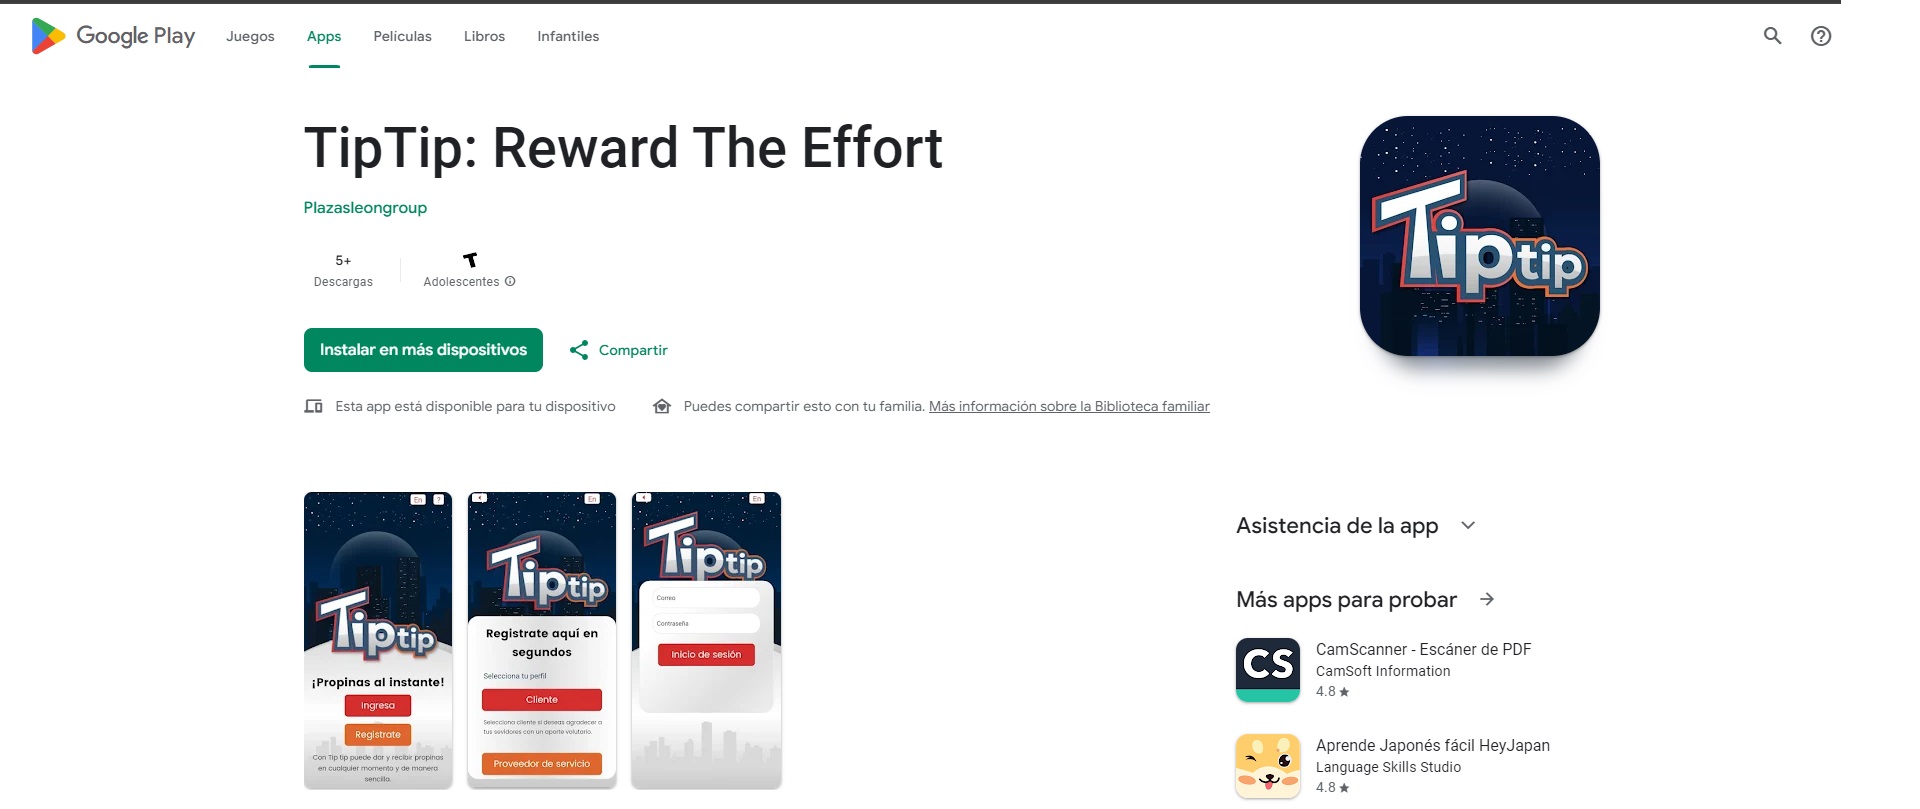 Google Play
Juegos
Apps
Películas
Libros
Infantiles
TipTip: Reward The Effort
Plazasleongroup
5+
Descargas
T
Adolescentes
Instalar en más dispositivos
Compartir
Esta app está disponible para tu dispositivo
Puedes compartir esto con tu familia. Más información sobre la Biblioteca familiar
Tiptip
En ?
Tiptip
¡Propinas al instante!
Ingresa
Registrate
Con Tip tip puede dar y recibir propinas
en cualquier momento y de manera
sencilla.
En
Tiptip
Registrate aquí en
segundos
Selecciona tu perfil
Cliente
Selecciona cliente si deseas agradecer a
tus sevidores con un aporte volutario.
Proveedor de servicio
En
Tiptip
Correo
Contraseña
Inicio de sesión
Asistencia de la app
Más apps para probar
CS
CamScanner - Escáner de PDF
CamSoft Information
4.8
Aprende Japonés fácil HeyJapan
Language Skills Studio
4.8